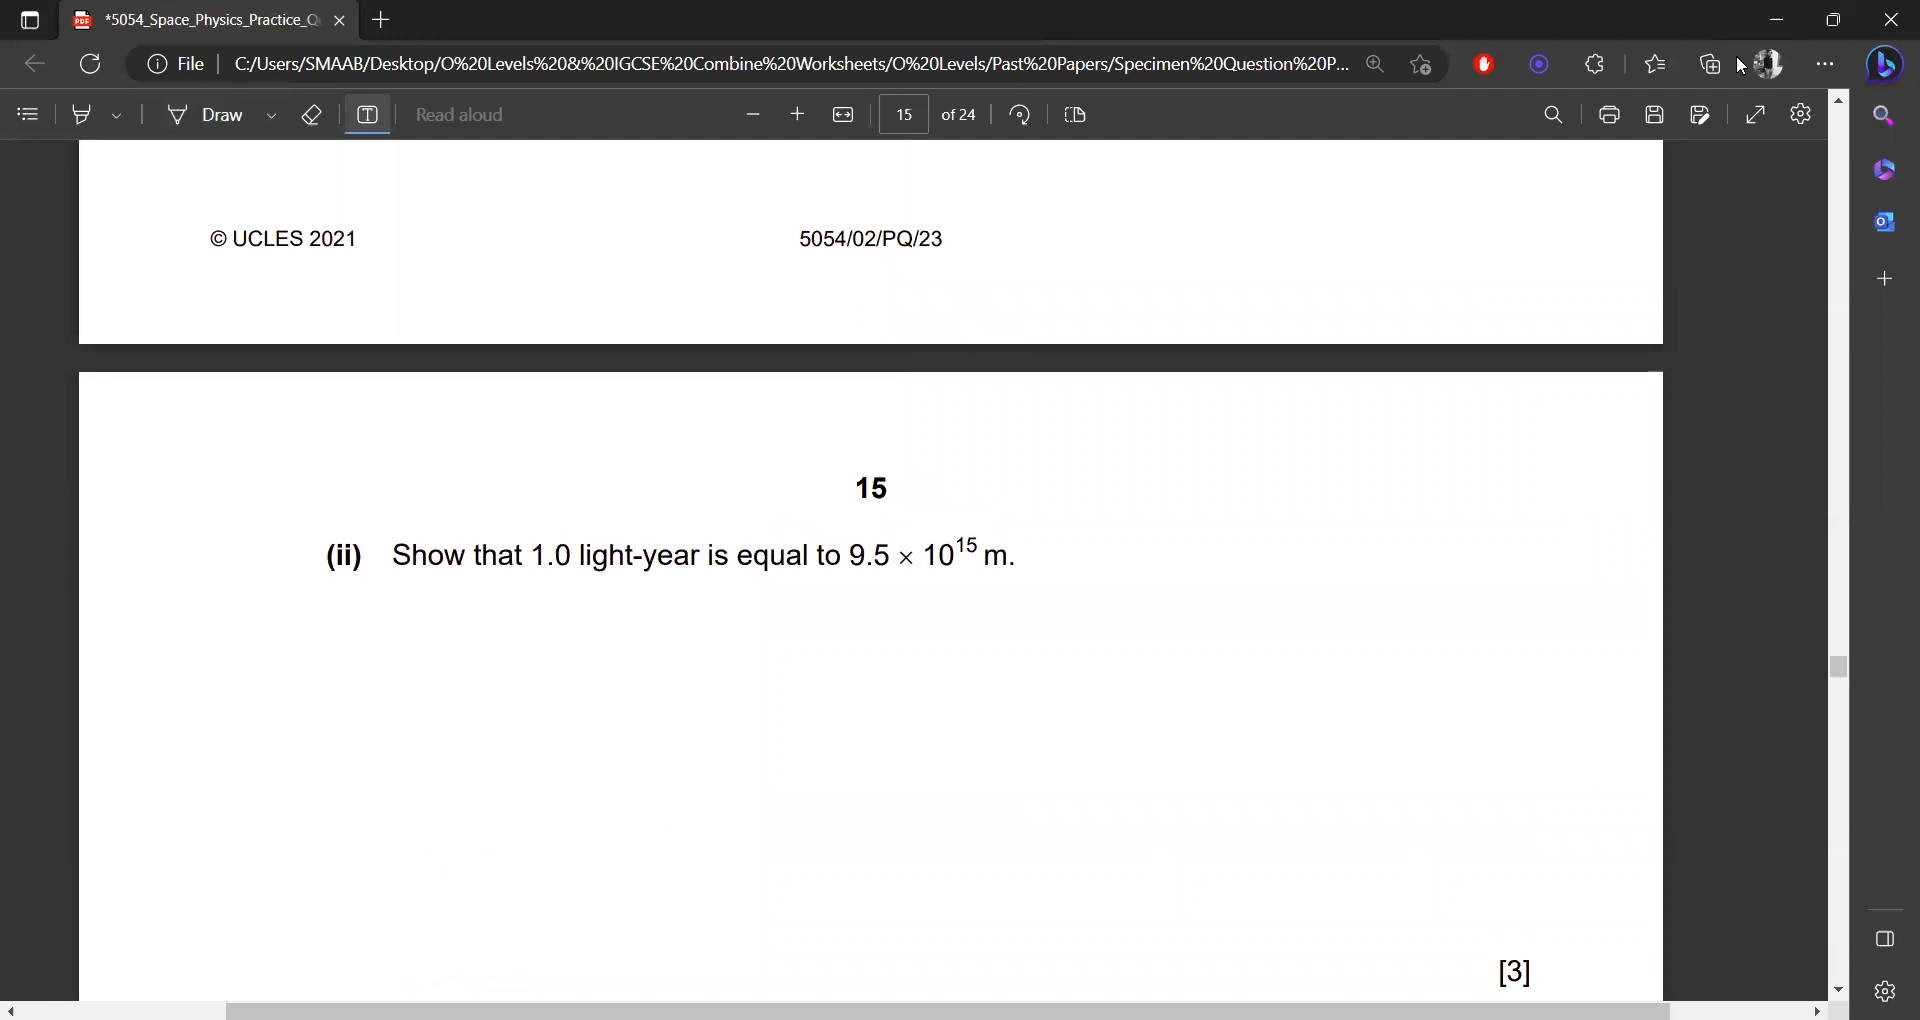 *5054_Space_Physics_Practice_Q
File C:/Users/SMAAB/Desktop/O%20Levels%20&%20IGCSE%20Combine%20Worksheets/O%20Levels/Past%20Papers/Specimen%20Question%20P...
Draw Read aloud 15 of 24
© UCLES 2021 5054/02/PQ/23
15
(ii) Show that 1.0 light-year is equal to 9.5 × 10¹⁵ m.
[3]